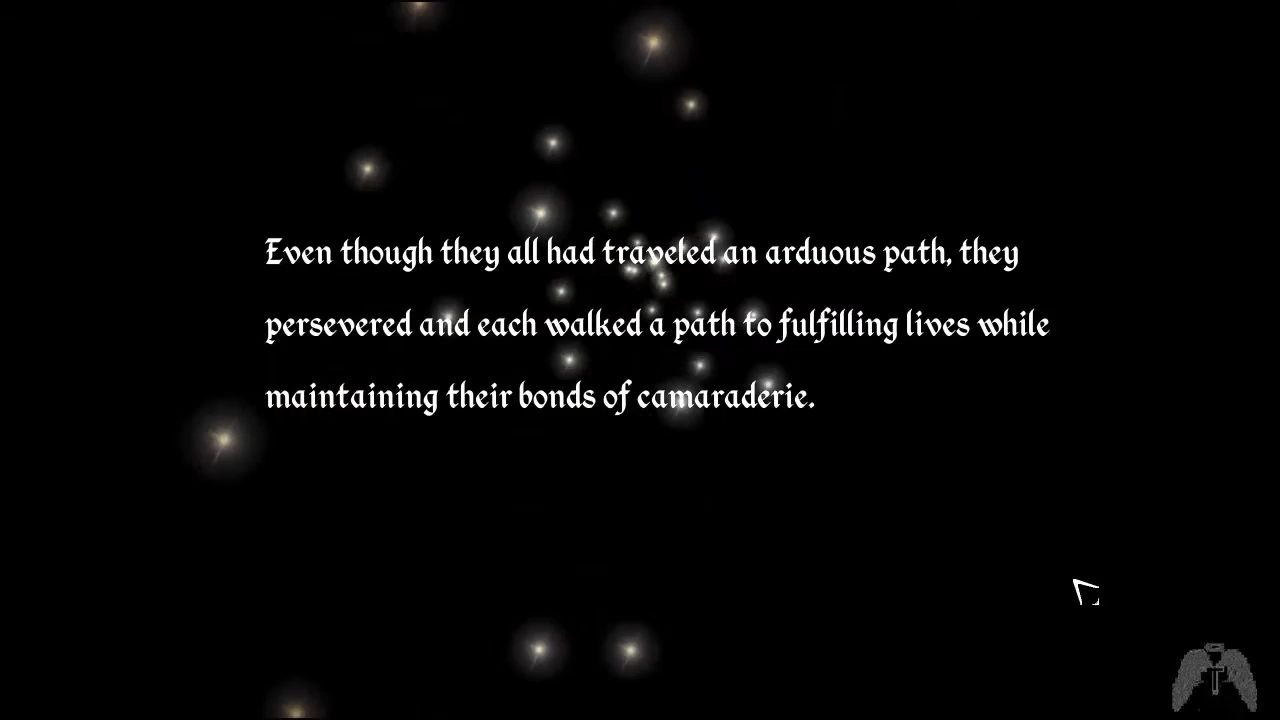 Even though they all had traveled an arduous path, they
persevered and each walked a path to fulfilling lives while
maintaining their bonds of camaraderie.